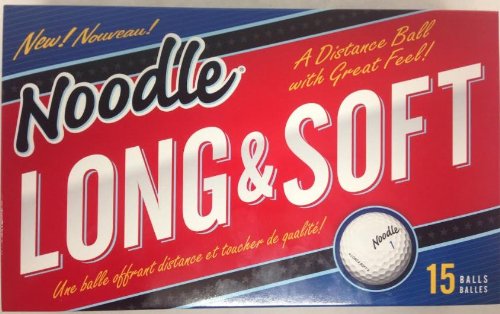 New! Nouveau!
Noodle
A Distance Ball
with Great Feel!
LONG & SOFT
Une balle offrant distance et toucher de qualité!
Noodle
1
15 BALLS
BALLES